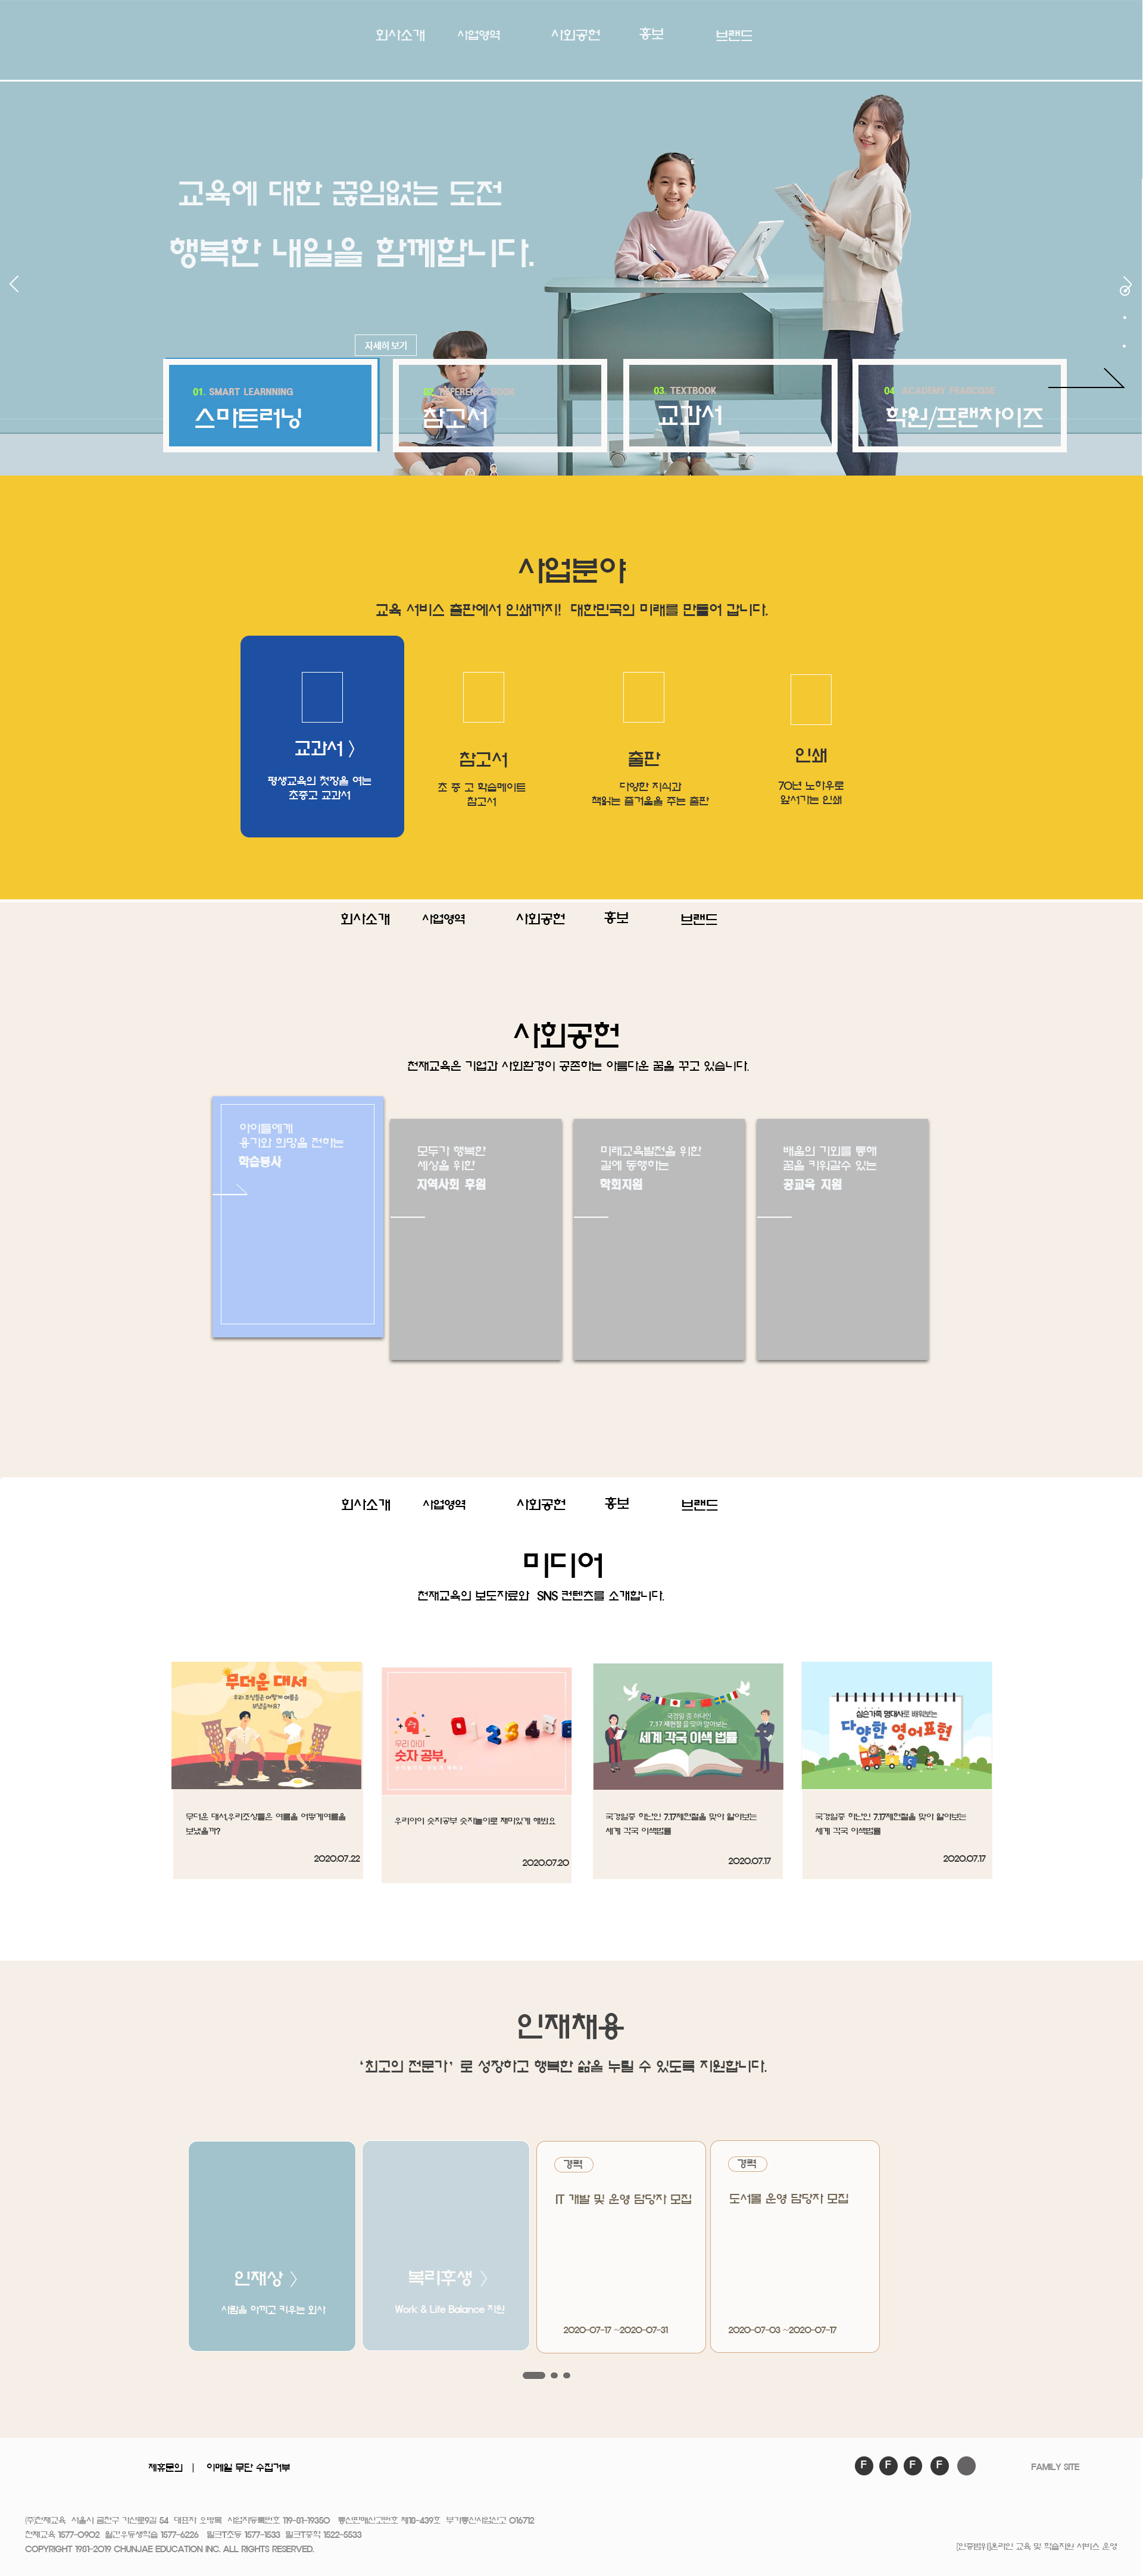 회사소개 사업영역 사회공헌 홍보 브랜드
교육에 대한 끊임없는 도전
행복한 내일을 함께합니다.
자세히 보기
01. SMART LEARNNING
스마트러닝
02. REFERENCE BOOK
참고서
03. TEXTBOOK
교과서
04. ACADEMY FRANCHISE
학원/프랜차이즈
사업분야
교육 서비스 출판에서 인쇄까지! 대한민국의 미래를 만들어 갑니다.
교과서 〉
평생교육의 첫장을 여는
초중고 교과서
참고서
초 중 고 학습메이트
참고서
출판
다양한 지식과
책읽는 즐거움을 주는 출판
인쇄
70년 노하우로
앞서가는 인쇄
회사소개 사업영역 사회공헌 홍보 브랜드
사회공헌
천재교육은 기업과 사회환경이 공존하는 아름다운 꿈을 꾸고 있습니다.
아이들에게
용기와 희망을 전하는
학습봉사
모두가 행복한
세상을 위한
지역사회 후원
미래교육발전을 위한
길에 동행하는
학회지원
배움의 기회를 통해
꿈을 키워갈수 있는
공교육 지원
회사소개 사업영역 사회공헌 홍보 브랜드
미디어
천재교육의 보도자료와 SNS 컨텐츠를 소개합니다.
무더운 대서
우리 조상들은 어떻게 여름을
보냈을까요?
무더운 대서,우리조상들은 여름을 어떻게여름을
보냈을까?
2020.07.22
우리 아이
숫자 공부,
우리아이 숫자공부 숫자놀이로 재미있게 해봐요
2020.07.20
국경일 중 하나인
7.17 제헌절 을 맞아 알아보는
세계 각국 이색 법률
국경일중 하나인 7.17제헌절을 맞아 알아보는
세계 각국 이색법률
2020.07.17
심슨가족 명대사로 배워보는
다양한 영어표현
국경일중 하나인 7.17제헌절을 맞아 알아보는
세계 각국 이색법률
2020.07.17
인재채용
'최고의 전문가' 로 성장하고 행복한 삶을 누릴 수 있도록 지원합니다.
인재상 〉
사람을 아끼고 키우는 회사
복리후생 〉
Work & Life Balance 지원
경력
IT 개발 및 운영 담당자 모집
2020-07-17 ~2020-07-31
경력
도서몰 운영 담당자 모집
2020-07-03 ~2020-07-17
제휴문의 | 이메일 무단 수집거부
F F F F
FAMILY SITE
(주)천재교육 서울시 금천구 가산로9길 54 대표자 오병목 사업자등록번호 119-81-19350 통신판매신고번호 제18-439호 부가통신사업신고 016712
천재교육 1577-0902 월간우등생학습 1577-6226 밀크T초등 1577-1533 밀크T중학 1522-5533
COPYRIGHT 1981-2019 CHUNJAE EDUCATION INC. ALL RIGHTS RESERVED.
[인증범위]온라인 교육 및 학습지원 서비스 운영